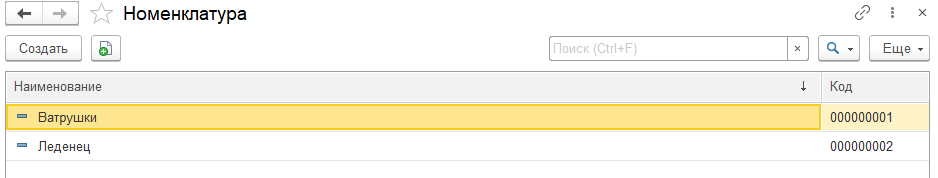 Номенклатура
Создать
Поиск (Ctrl+F)
×
Еще
Наименование ↓ Код
Ватрушки 000000001
Леденец 000000002